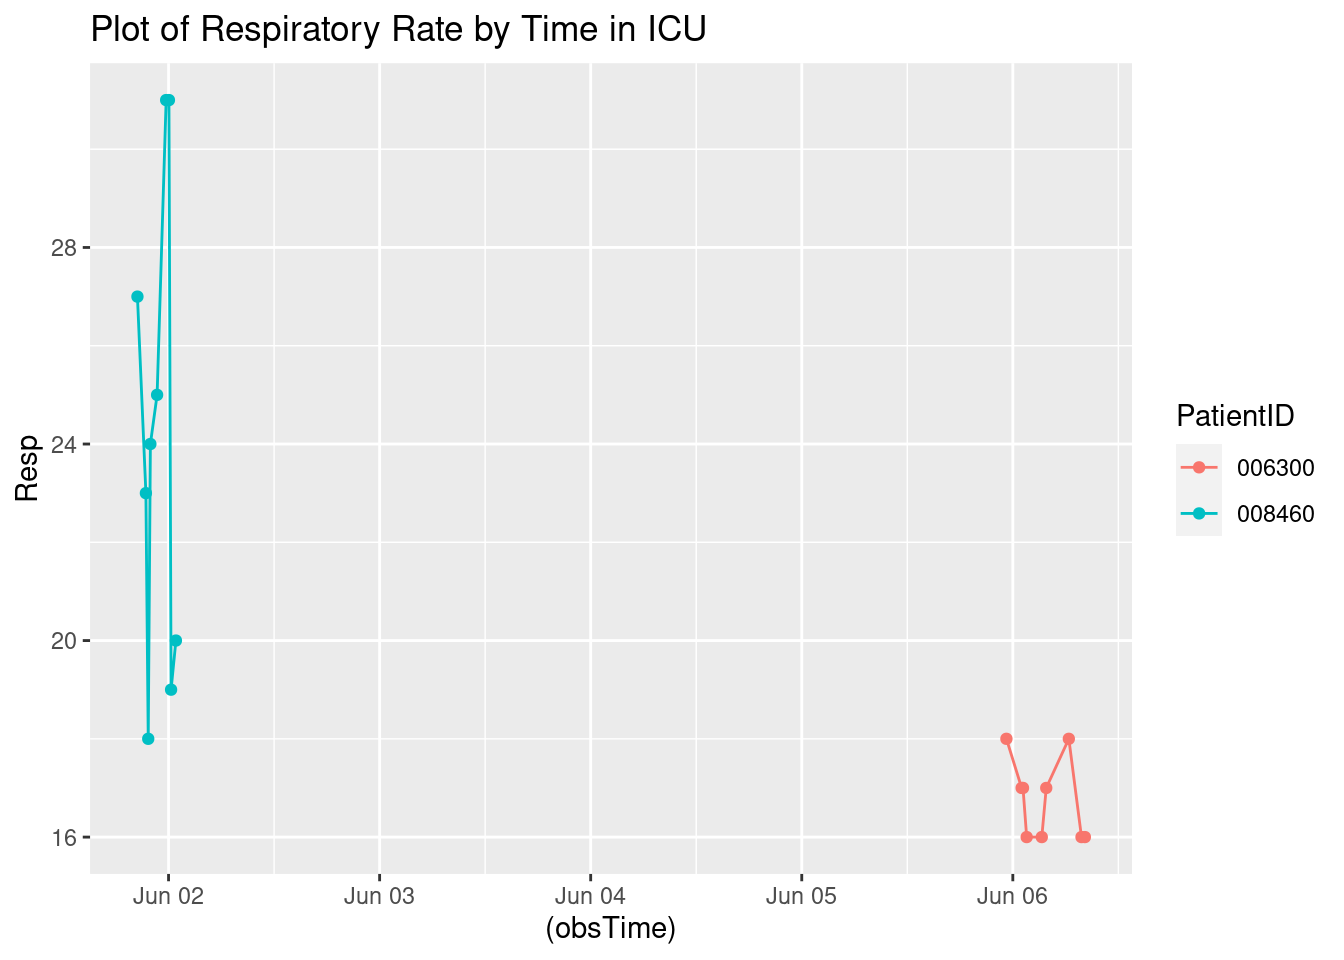 Plot of Respiratory Rate by Time in ICU
28
24
20
16
Resp
Jun 02
Jun 03
Jun 04
Jun 05
Jun 06
(obsTime)
PatientID
006300
008460